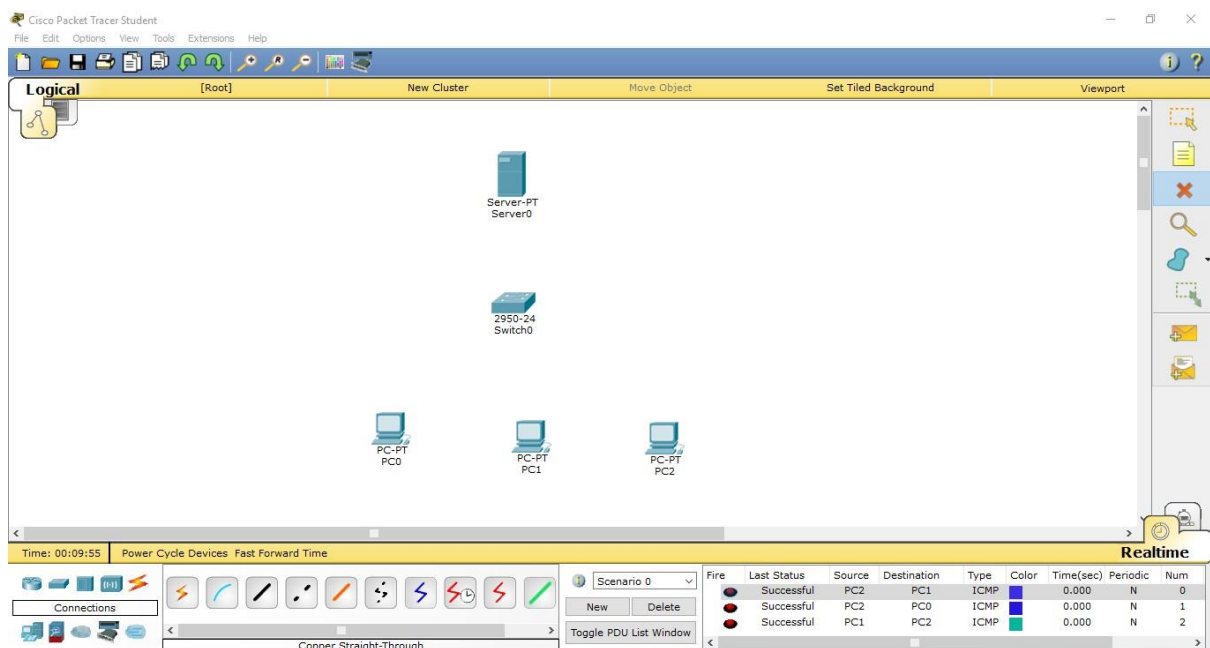 Cisco Packet Tracer Student
File Edit Options View Tools Extensions Help
Logical [Root] New Cluster Move Object Set Tiled Background Viewport
Server-PT
Server0
2950-24
Switch0
PC-PT
PC0
PC-PT
PC1
PC-PT
PC2
Time: 00:09:55 Power Cycle Devices Fast Forward Time Realtime
Connections
Copper Straight-Through
Scenario 0
New Delete
Toggle PDU List Window
Fire Last Status Source Destination Type Color Time(sec) Periodic Num
Successful PC2 PC1 ICMP 0.000 N 0
Successful PC2 PC0 ICMP 0.000 N 1
Successful PC1 PC2 ICMP 0.000 N 2